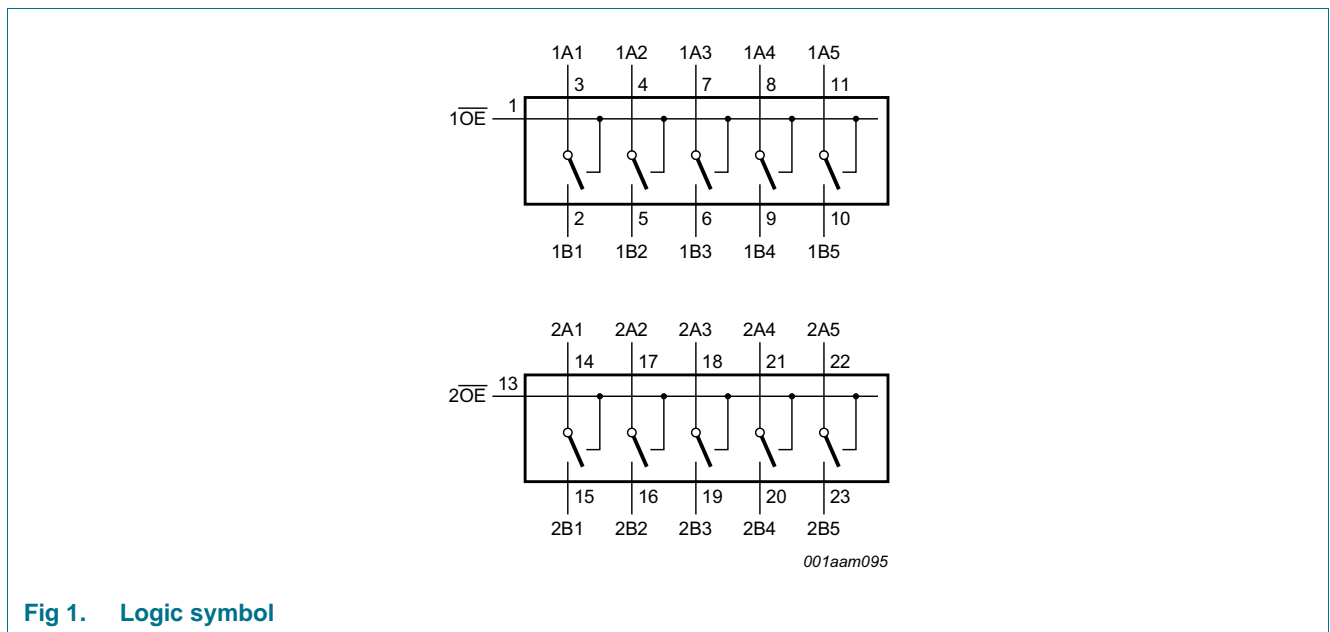 1A1 1A2 1A3 1A4 1A5
3 4 7 8 11
1
1O̅E̅
2 5 6 9 10
1B1 1B2 1B3 1B4 1B5
2A1 2A2 2A3 2A4 2A5
14 17 18 21 22
13
2O̅E̅
15 16 19 20 23
2B1 2B2 2B3 2B4 2B5
001aam095
Fig 1. Logic symbol